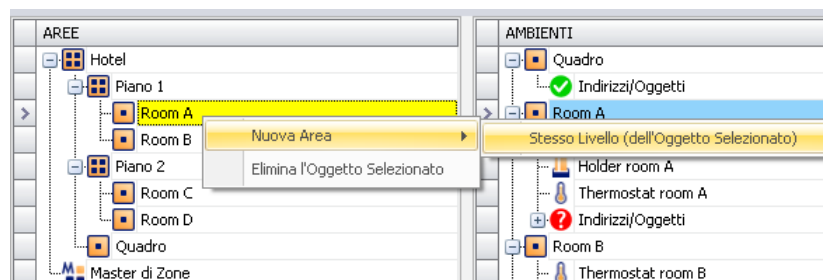 AREE
Hotel
Piano 1
Room A
Room B
Piano 2
Room C
Room D
Quadro
Master di Zone
Nuova Area
Elimina l'Oggetto Selezionato
Stesso Livello (dell'Oggetto Selezionato)
AMBIENTI
Quadro
Indirizzi/Oggetti
Room A
Holder room A
Thermostat room A
Indirizzi/Oggetti
Room B
Thermostat room B